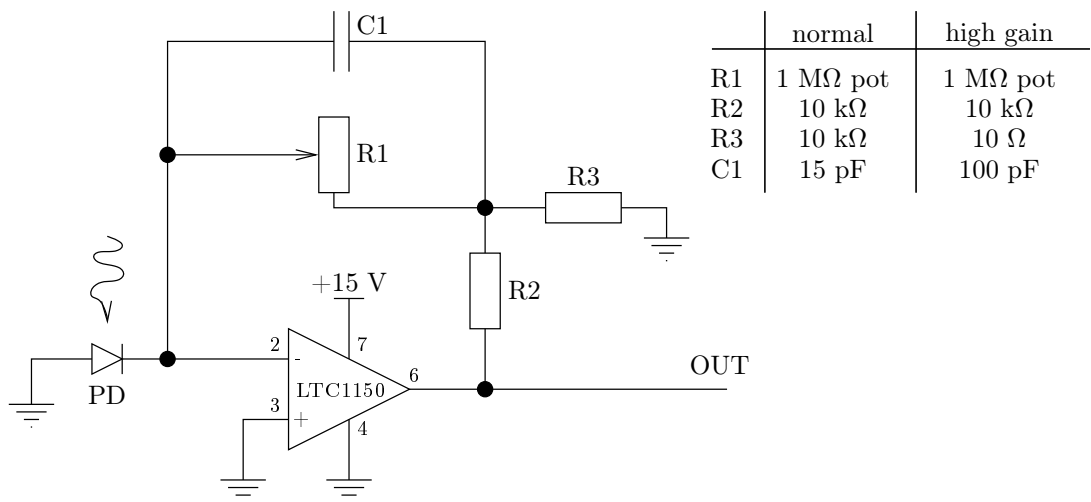 C1
normal high gain
R1 1 MΩ pot 1 MΩ pot
R2 10 kΩ 10 kΩ
R3 10 kΩ 10 Ω
C1 15 pF 100 pF
R1
R3
+15 V
R2
2
-
7
OUT
PD
LTC1150
6
3
+
4